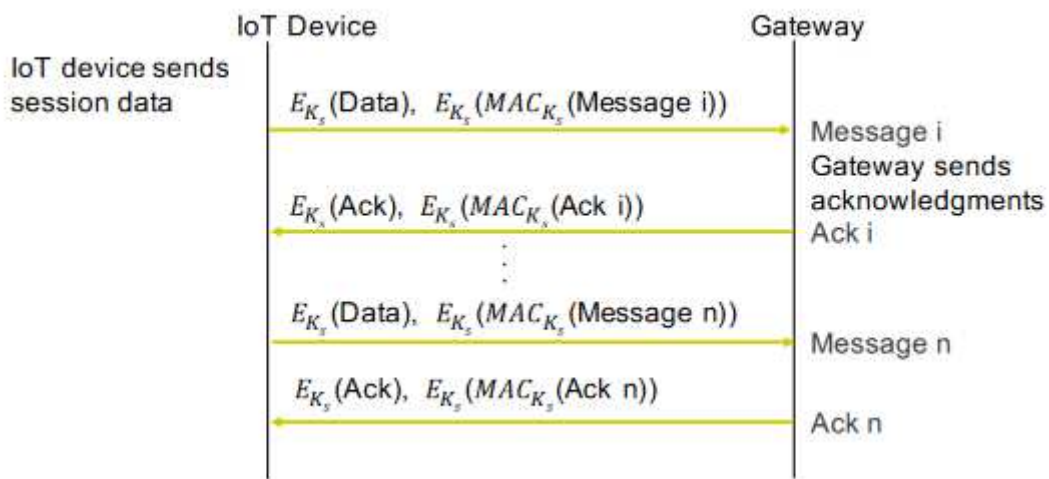 IoT Device
Gateway
IoT device sends
session data
E_{K_s}(Data), E_{K_s}(MAC_{K_s}(Message i))
Message i
Gateway sends
acknowledgments
E_{K_s}(Ack), E_{K_s}(MAC_{K_s}(Ack i))
Ack i
E_{K_s}(Data), E_{K_s}(MAC_{K_s}(Message n))
Message n
E_{K_s}(Ack), E_{K_s}(MAC_{K_s}(Ack n))
Ack n